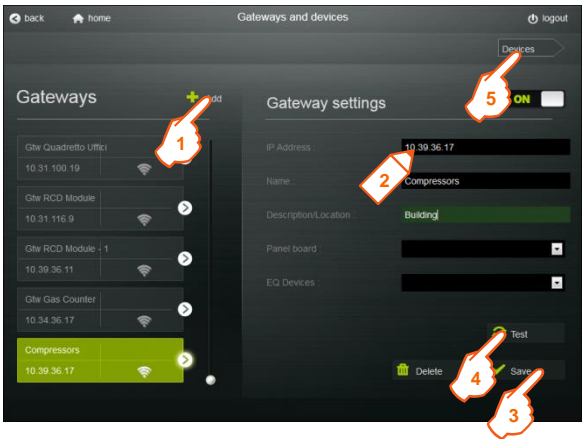 back
home
Gateways and devices
logout
Devices
Gateways
Gateway settings
ON
5
1
Gtw Quadretto Uffici
10.31.100.19
IP Address :
10.39.36.17
2
Name :
Compressors
Gtw RCD Module
10.31.116.9
Description/Location :
Building
Gtw RCD Module - 1
10.39.36.11
Panel board :
EQ Devices :
Gtw Gas Counter
10.34.36.17
Test
Compressors
10.39.36.17
Delete
4
Save
3